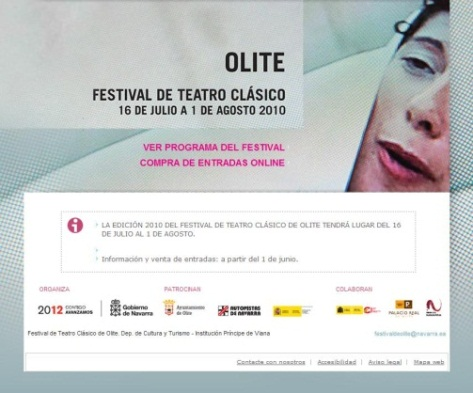 OLITE
FESTIVAL DE TEATRO CLÁSICO
16 DE JULIO A 1 DE AGOSTO 2010
VER PROGRAMA DEL FESTIVAL
COMPRA DE ENTRADAS ONLINE
LA EDICIÓN 2010 DEL FESTIVAL DE TEATRO CLÁSICO DE OLITE TENDRÁ LUGAR DEL 16
DE JULIO AL 1 DE AGOSTO.
Información y venta de entradas: a partir del 1 de junio.
ORGANIZA PATROCINAN COLABORAN
2012 CONTIGO AVANZAMOS Gobierno de Navarra Ayuntamiento de Olite AUTOPISTAS DE NAVARRA PALACIO REAL
Festival de Teatro Clásico de Olite. Dep. de Cultura y Turismo - Institución Príncipe de Viana festivalolite@navarra.es
Contacte con nosotros | Accesibilidad | Aviso legal | Mapa web